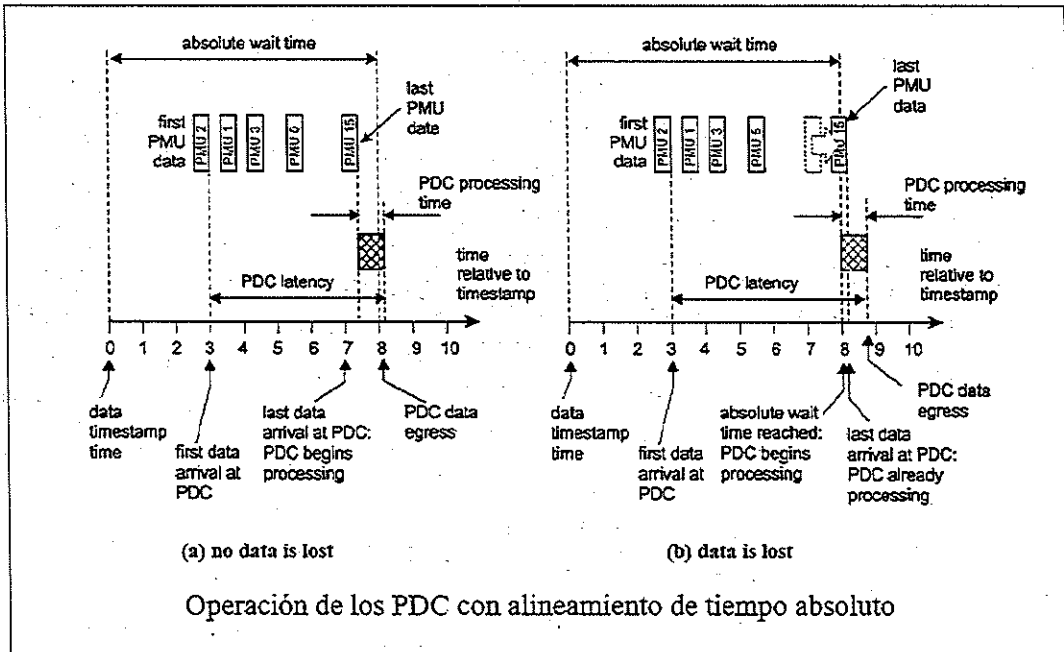 absolute wait time
last
PMU
date
first
PMU
data
PMU 2
PMU 1
PMU 3
PMU 5
PMU 15
PDC processing
time
time
relative to
timestamp
PDC latency
0 1 2 3 4 5 6 7 8 9 10
data
timestamp
time
first data
arrival at
PDC
last data
arrival at PDC:
PDC begins
processing
PDC data
egress
(a) no data is lost
absolute wait time
last
PMU
data
first
PMU
data
PMU 2
PMU 1
PMU 3
PMU 5
PMU 15
PDC processing
time
time
relative to
timestamp
PDC latency
0 1 2 3 4 5 6 7 8 9 10
data
timestamp
time
first data
arrival at
PDC
absolute wait
time reached:
PDC begins
processing
last data
arrival at PDC:
PDC already
processing
PDC data
egress
(b) data is lost
Operación de los PDC con alineamiento de tiempo absoluto